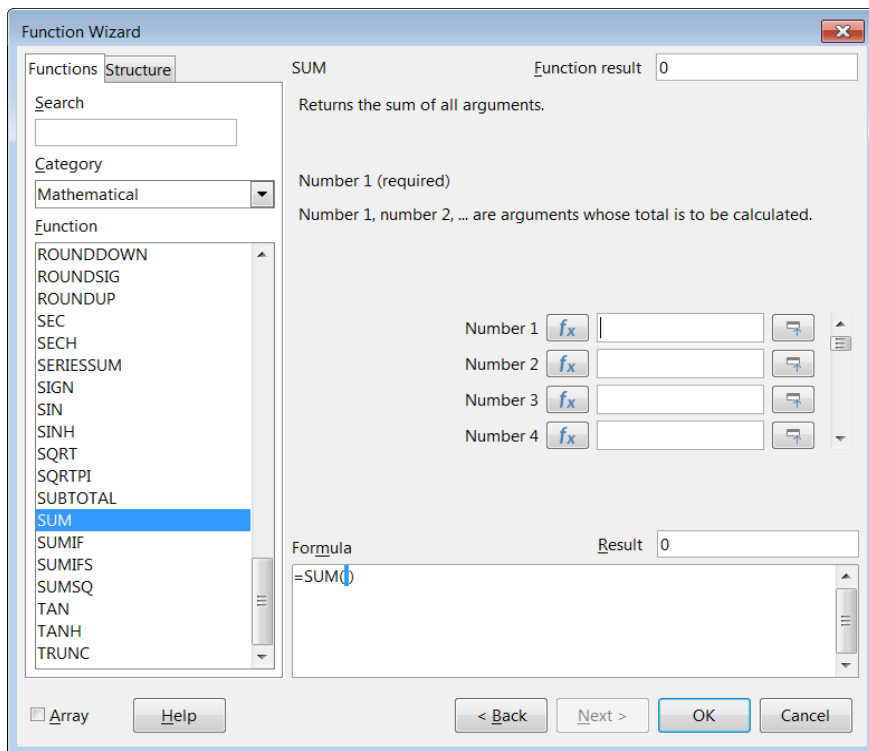 Function Wizard
Functions Structure
SUM
Function result 0
Search
Returns the sum of all arguments.
Category
Mathematical
Number 1 (required)
Number 1, number 2, ... are arguments whose total is to be calculated.
Function
ROUNDDOWN
ROUNDSIG
ROUNDUP
SEC
SECH
SERIESSUM
SIGN
SIN
SINH
SQRT
SQRTPI
SUBTOTAL
SUM
SUMIF
SUMIFS
SUMSQ
TAN
TANH
TRUNC
Number 1 fx
Number 2 fx
Number 3 fx
Number 4 fx
Formula
Result 0
=SUM()
Array
Help
< Back
Next >
OK
Cancel